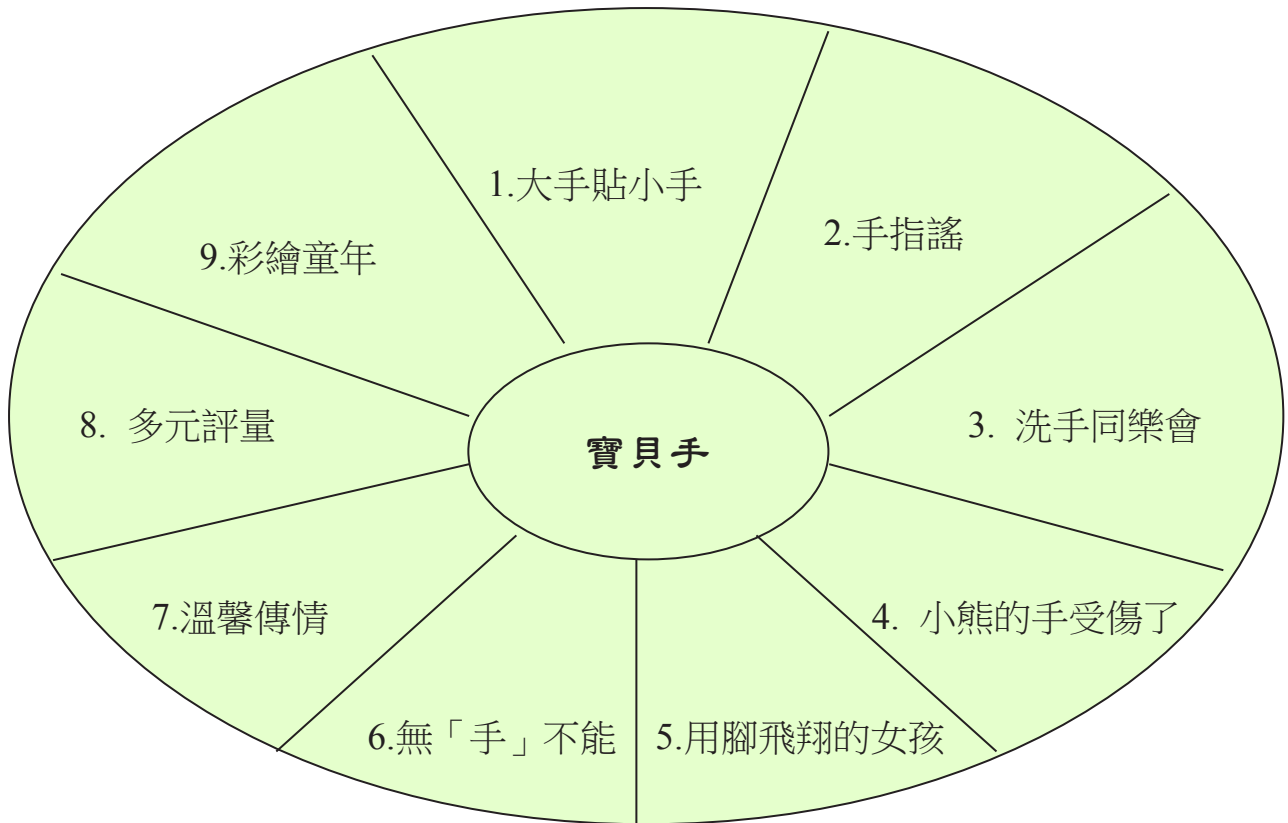 1.大手貼小手
2.手指謠
3. 洗手同樂會
4. 小熊的手受傷了
5.用腳飛翔的女孩
6.無「手」不能
7.溫馨傳情
8. 多元評量
9.彩繪童年
寶貝手